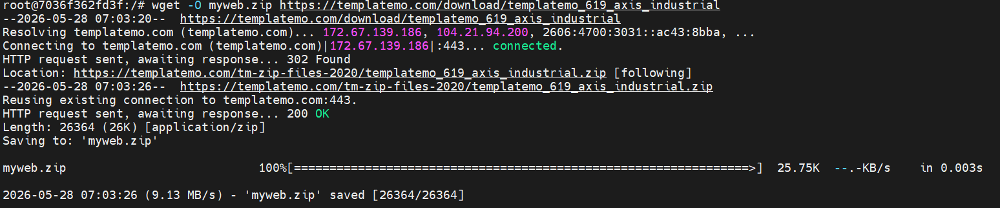 root@7036f362fd3f:/# wget -O myweb.zip https://templatemo.com/download/templatemo_619_axis_industrial
--2026-05-28 07:03:20--  https://templatemo.com/download/templatemo_619_axis_industrial
Resolving templatemo.com (templatemo.com)... 172.67.139.186, 104.21.94.200, 2606:4700:3031::ac43:8bba, ...
Connecting to templatemo.com (templatemo.com)|172.67.139.186|:443... connected.
HTTP request sent, awaiting response... 302 Found
Location: https://templatemo.com/tm-zip-files-2020/templatemo_619_axis_industrial.zip [following]
--2026-05-28 07:03:26--  https://templatemo.com/tm-zip-files-2020/templatemo_619_axis_industrial.zip
Reusing existing connection to templatemo.com:443.
HTTP request sent, awaiting response... 200 OK
Length: 26364 (26K) [application/zip]
Saving to: 'myweb.zip'
myweb.zip                           100%[================================================================>]  25.75K  --.-KB/s    in 0.003s
2026-05-28 07:03:26 (9.13 MB/s) - 'myweb.zip' saved [26364/26364]